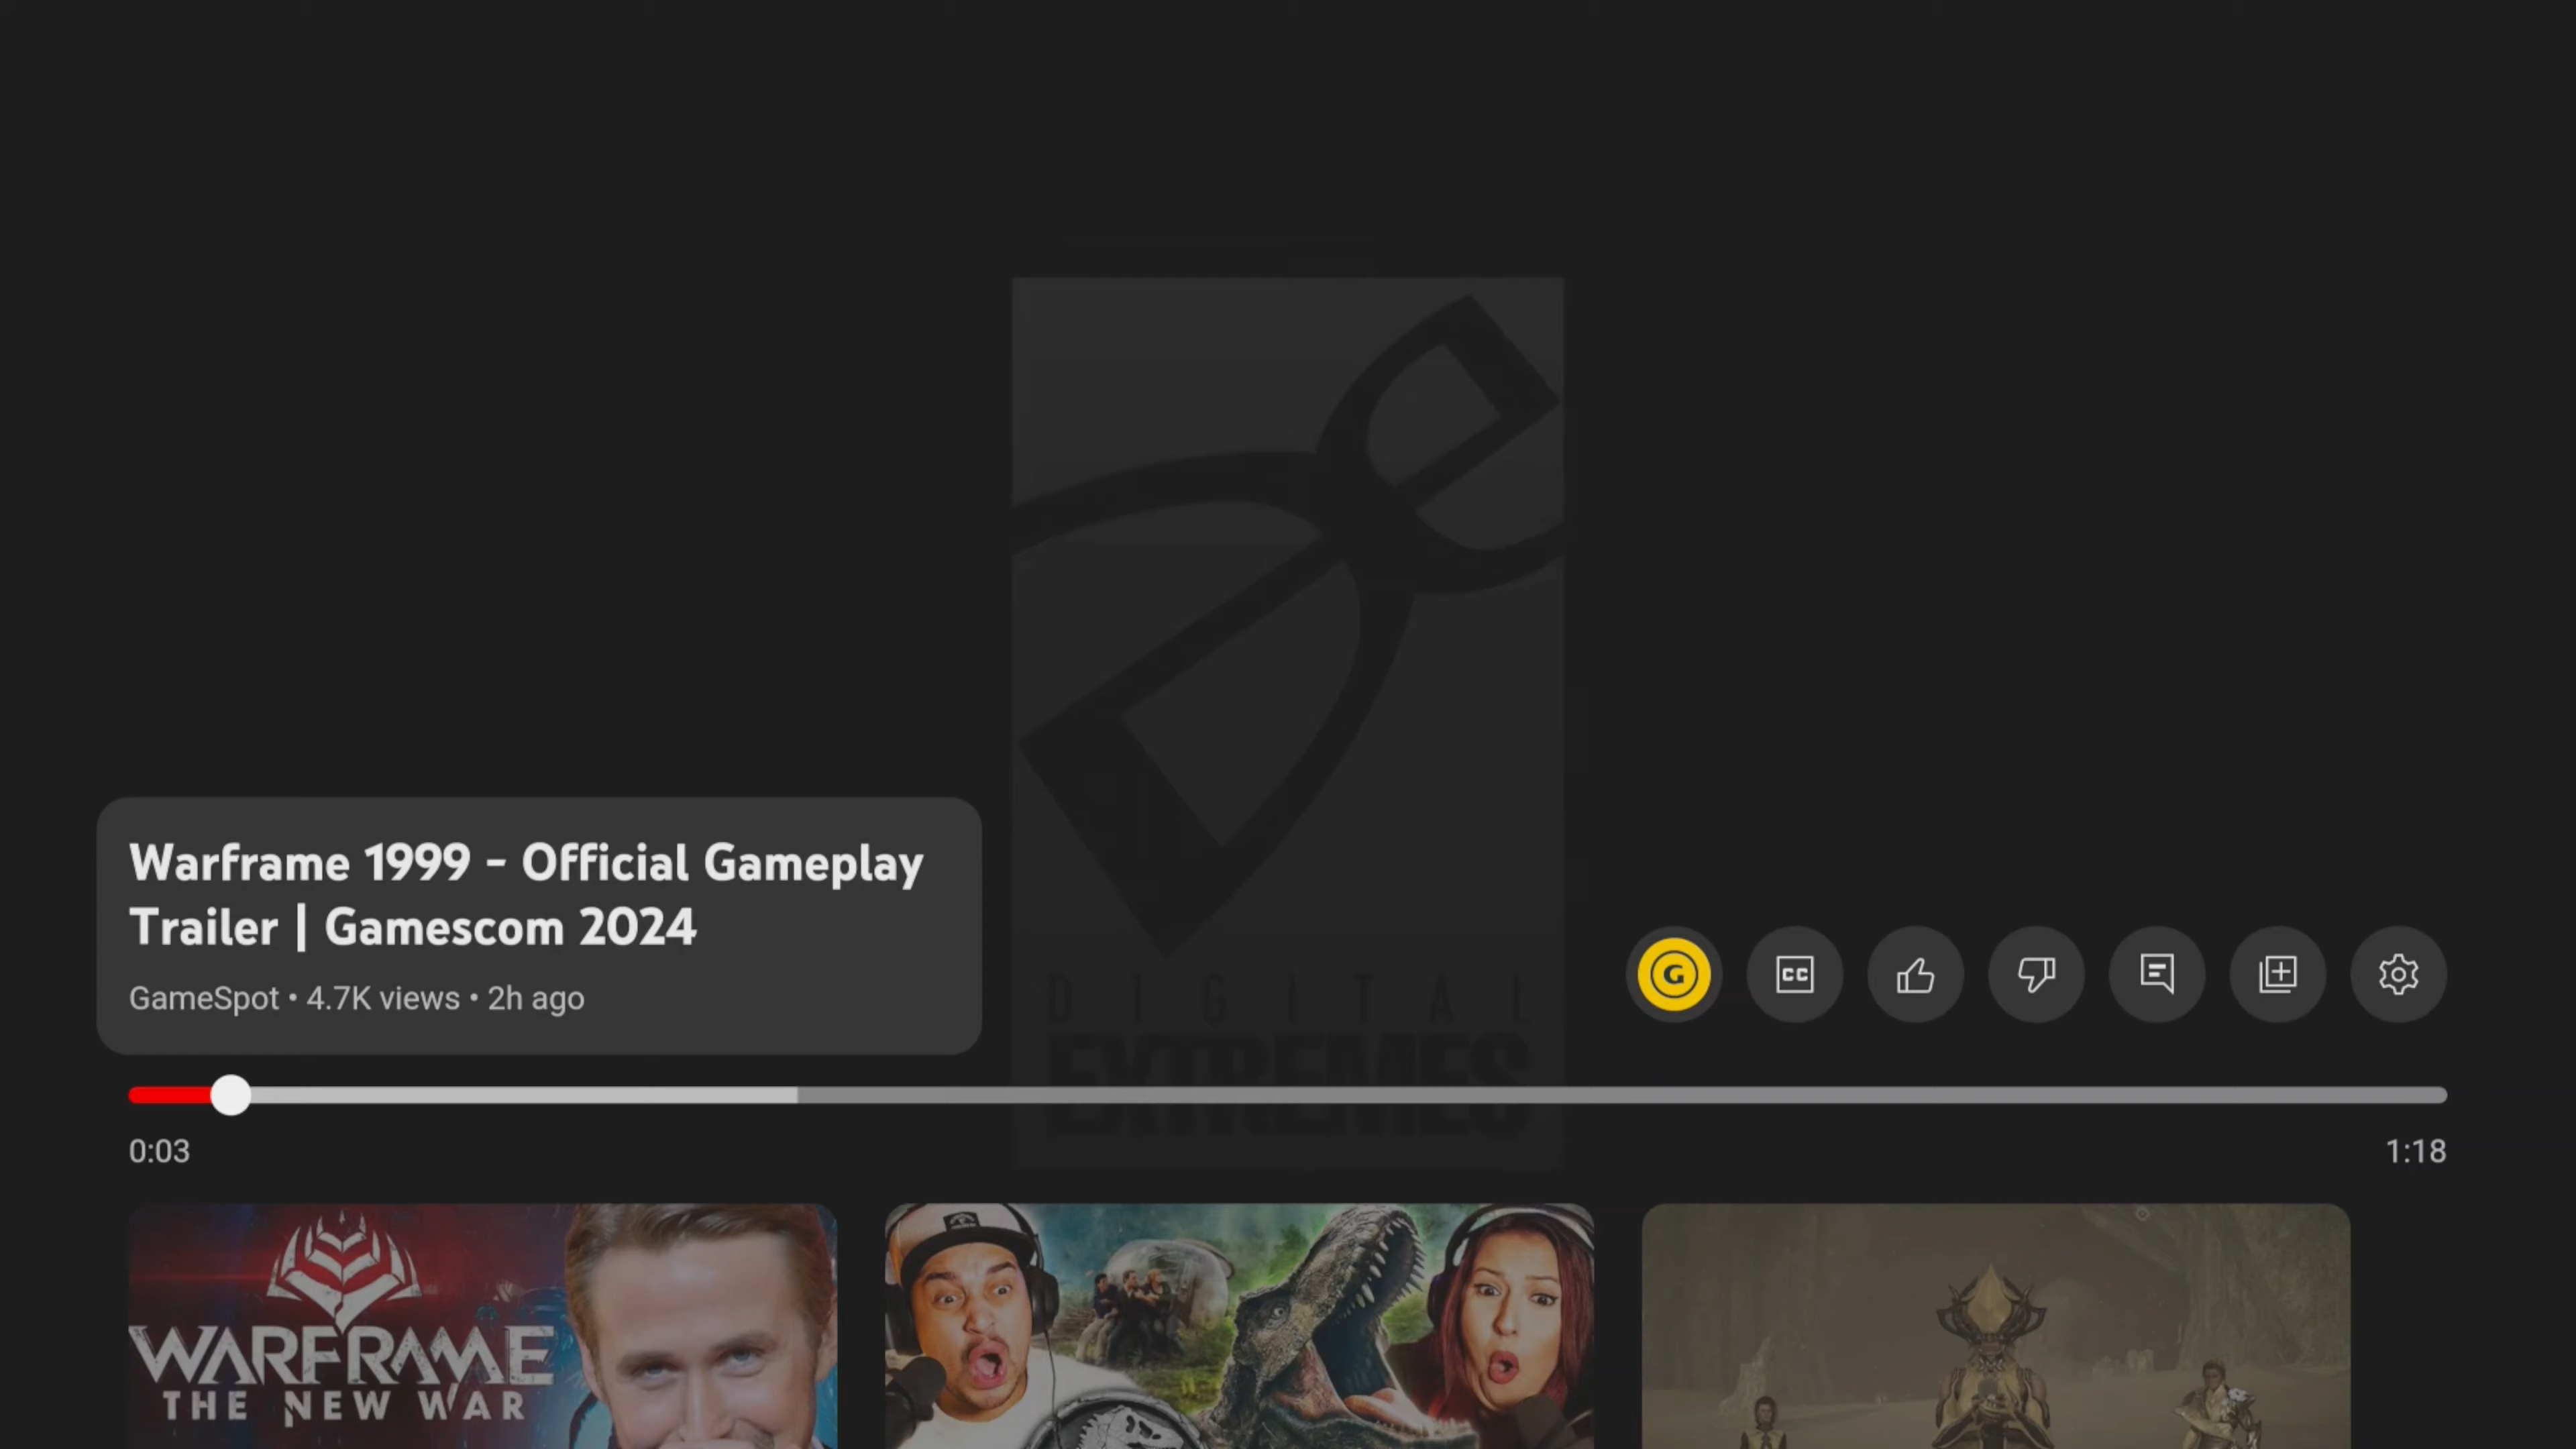 DIGITAL
EXTREMES
Warframe 1999 - Official Gameplay
Trailer | Gamescom 2024
GameSpot • 4.7K views • 2h ago
G
CC
0:03
1:18
WARFRAME
THE NEW WAR